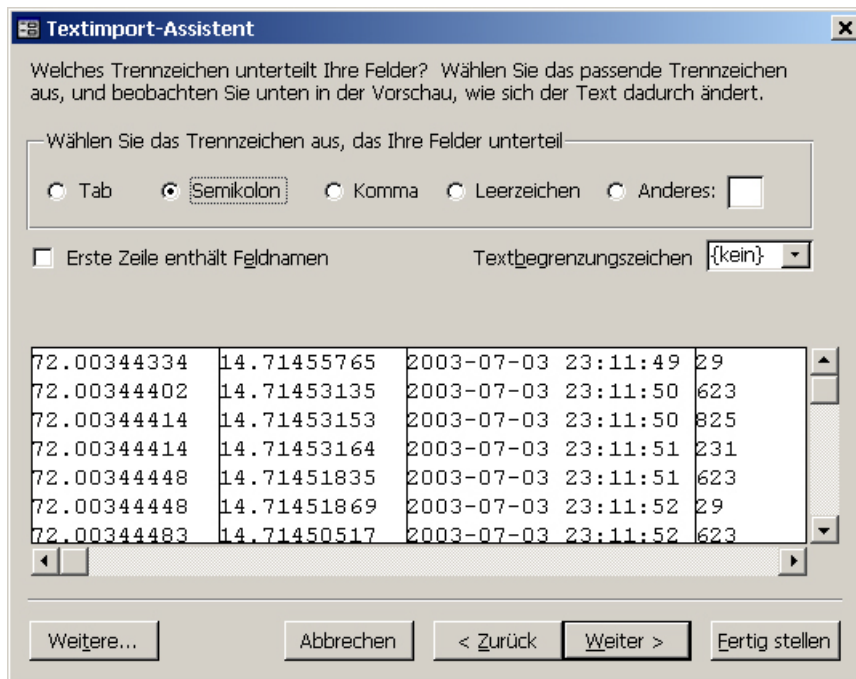 Textimport-Assistent
Welches Trennzeichen unterteilt Ihre Felder? Wählen Sie das passende Trennzeichen
aus, und beobachten Sie unten in der Vorschau, wie sich der Text dadurch ändert.
Wählen Sie das Trennzeichen aus, das Ihre Felder unterteil
Tab Semikolon Komma Leerzeichen Anderes:
Erste Zeile enthält Feldnamen Textbegrenzungszeichen {kein}
72.00344334 14.71455765 2003-07-03 23:11:49 29
72.00344402 14.71453135 2003-07-03 23:11:50 623
72.00344414 14.71453153 2003-07-03 23:11:50 825
72.00344414 14.71453164 2003-07-03 23:11:51 231
72.00344448 14.71451835 2003-07-03 23:11:51 623
72.00344448 14.71451869 2003-07-03 23:11:52 29
72.00344483 14.71450517 2003-07-03 23:11:52 623
Weitere... Abbrechen < Zurück Weiter > Fertig stellen